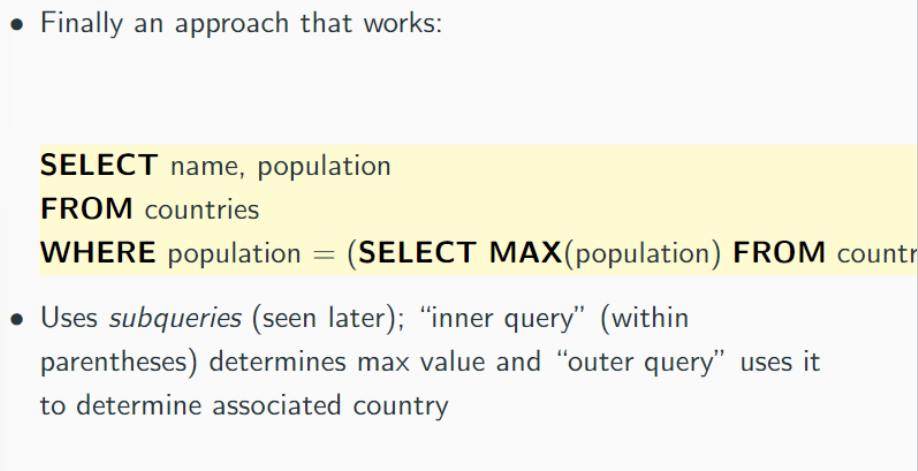 • Finally an approach that works:
SELECT name, population
FROM countries
WHERE population = (SELECT MAX(population) FROM countr
• Uses subqueries (seen later); “inner query” (within
parentheses) determines max value and “outer query” uses it
to determine associated country